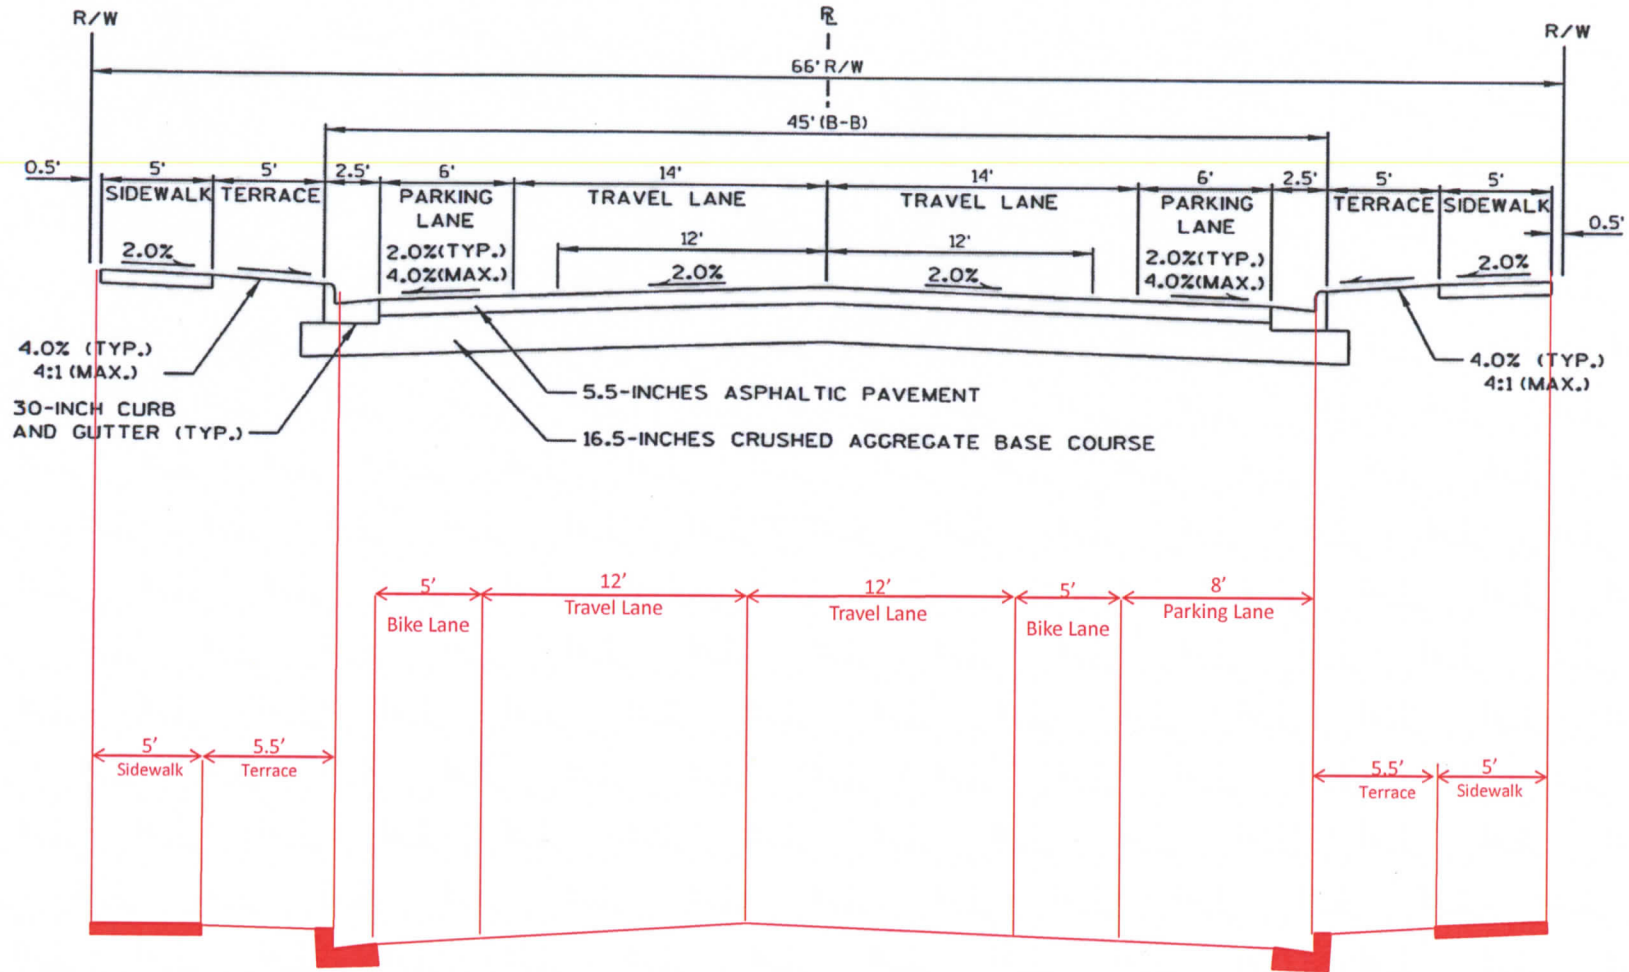 R/W
R/W
66' R/W
45' (B-B)
0.5' 5' 5' 2.5' 6' 14' 14' 6' 2.5' 5' 5'
SIDEWALK TERRACE PARKING TRAVEL LANE TRAVEL LANE PARKING TERRACE SIDEWALK
LANE LANE
0.5'
2.0% 2.0%(TYP.) 12' 12' 2.0%(TYP.) 2.0%
4.0%(MAX.) 2.0% 2.0% 4.0%(MAX.)
4.0% (TYP.)
4:1 (MAX.)
4.0% (TYP.)
4:1 (MAX.)
30-INCH CURB
AND GUTTER (TYP.)
5.5-INCHES ASPHALTIC PAVEMENT
16.5-INCHES CRUSHED AGGREGATE BASE COURSE
5' 12' 12' 5' 8'
Bike Lane Travel Lane Travel Lane Bike Lane Parking Lane
5' 5.5'
Sidewalk Terrace
5.5' 5'
Terrace Sidewalk